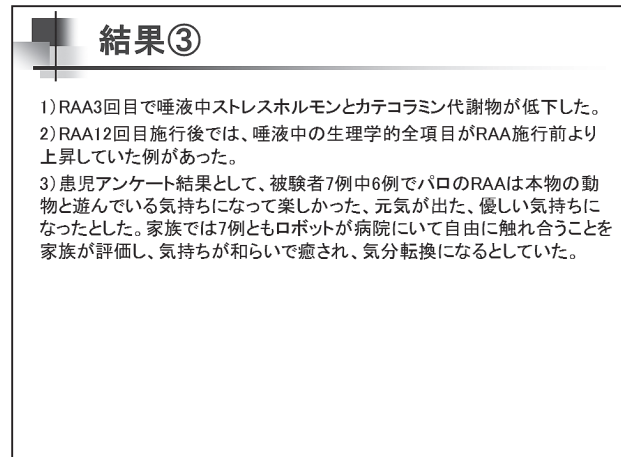 結果③
1)RAA3回目で唾液中ストレスホルモンとカテコラミン代謝物が低下した。
2)RAA12回目施行後では、唾液中の生理学的全項目がRAA施行前より
上昇していた例があった。
3)患児アンケート結果として、被験者7例中6例でパロのRAAは本物の動
物と遊んでいる気持ちになって楽しかった、元気が出た、優しい気持ちに
なったとした。家族では7例ともロボットが病院にいて自由に触れ合うことを
家族が評価し、気持ちが和らいで癒され、気分転換になるとしていた。